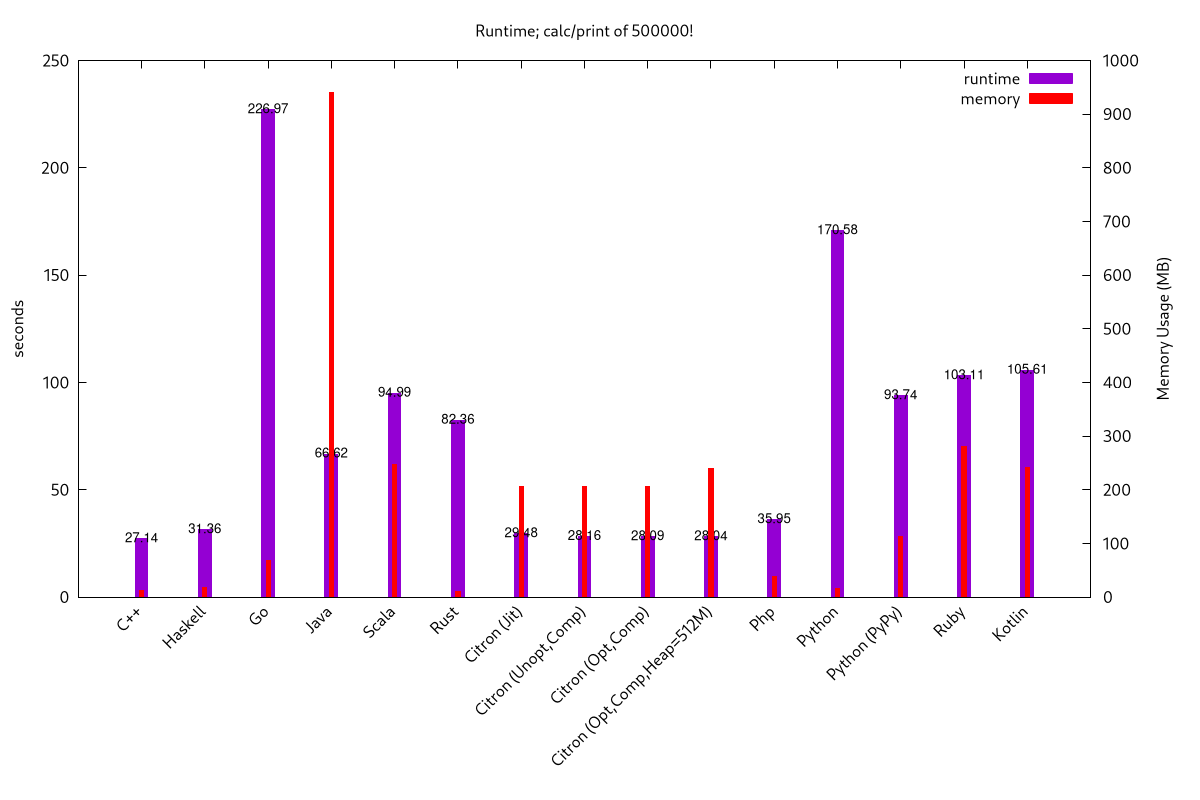 Runtime; calc/print of 500000!
250
200
150
100
50
0
seconds
1000
900
800
700
600
500
400
300
200
100
0
Memory Usage (MB)
runtime
memory
27.14
31.36
226.97
66.62
94.99
82.36
29.48
28.16
28.09
28.04
35.95
170.58
93.74
103.11
105.61
C++
Haskell
Go
Java
Scala
Rust
Citron (Jit)
Citron (Unopt,Comp)
Citron (Opt,Comp)
Citron (Opt,Comp,Heap=512M)
Php
Python
Python (PyPy)
Ruby
Kotlin